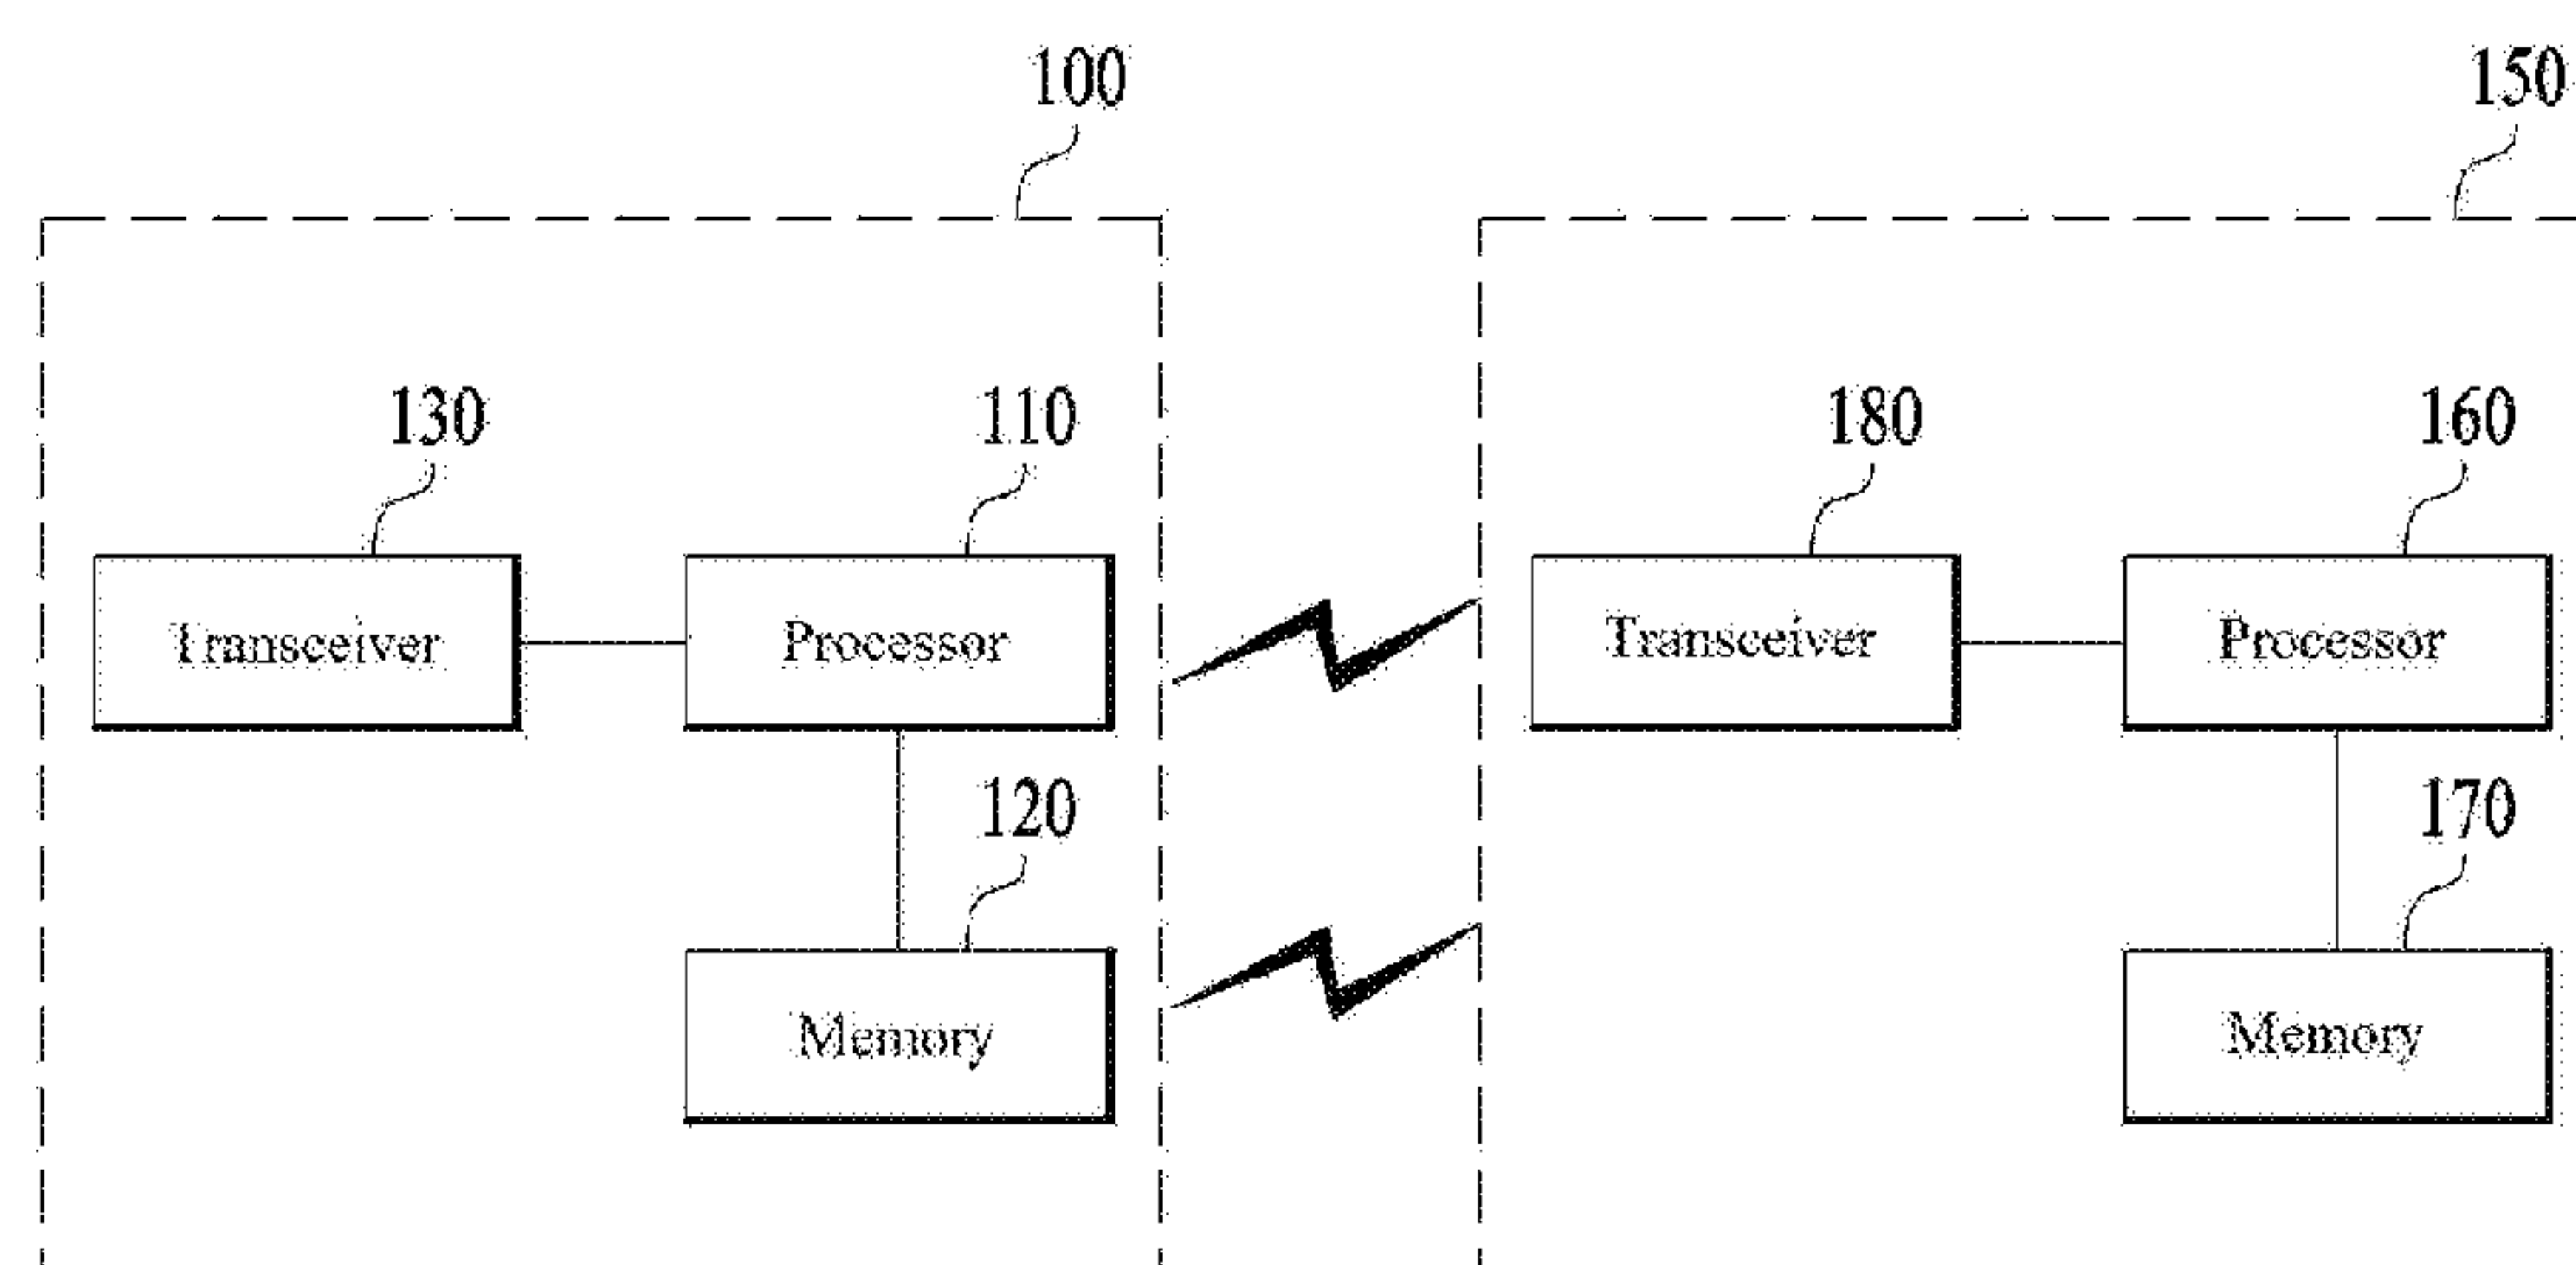 100 150
130 110 180 160
Transceiver Processor Transceiver Processor
120 170
Memory Memory